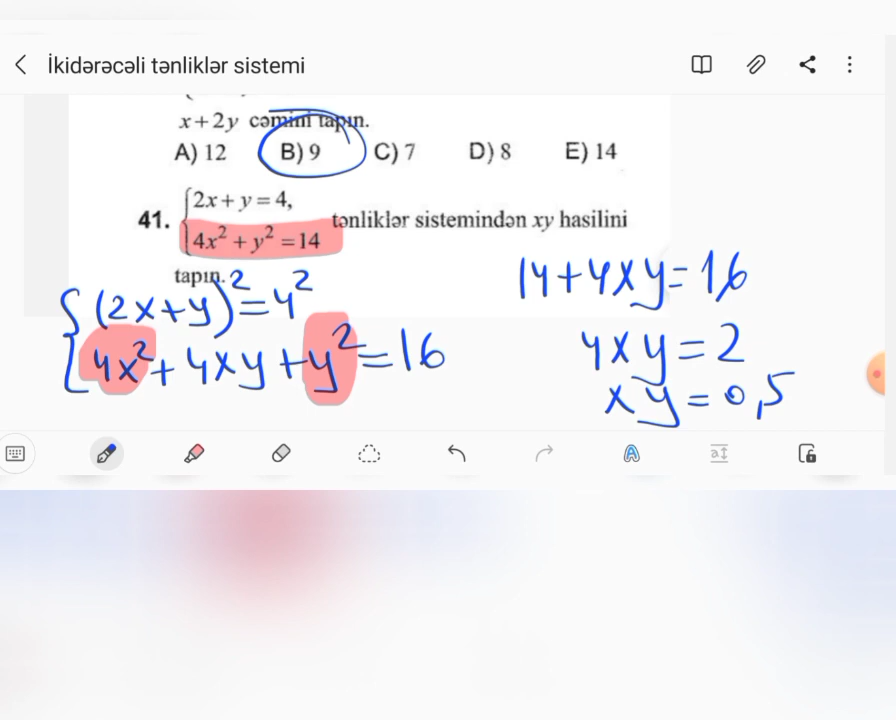 İkidərəcəli tənliklər sistemi
x+2y cəmini tapın.
A) 12 B) 9 C) 7 D) 8 E) 14
41. {2x + y = 4,
4x² + y² = 14 tənliklər sistemindən xy hasilini
tapın.
{(2x+y)²=4²
4x²+4xy+y²=16
14+4xy=16
4xy=2
xy=0,5